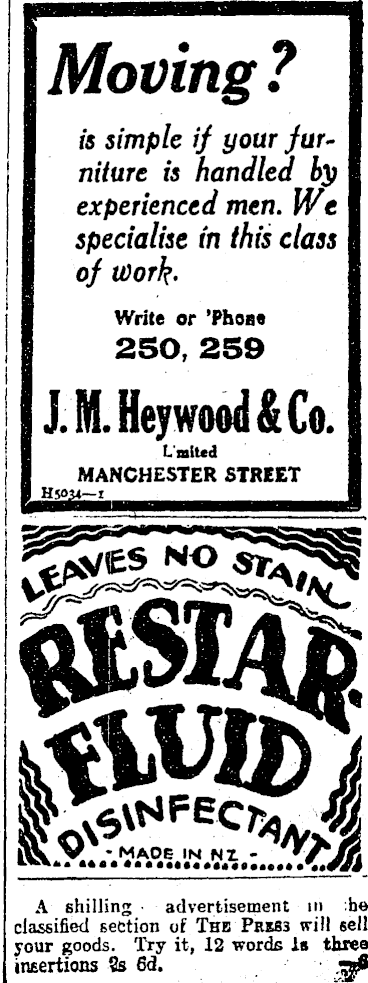 Moving?
is simple if your fur-
niture is handled by
experienced men. We
specialise in this class
of work.
Write or 'Phone
250, 259
J. M. Heywood & Co.
Limited
MANCHESTER STREET
H5034—1
LEAVES NO STAIN
RESTAR-
FLUID
DISINFECTANT
- MADE IN NZ -
A shilling advertisement in the
classified section of THE PRESS will sell
your goods. Try it, 12 words 1s three
insertions 2s 6d.